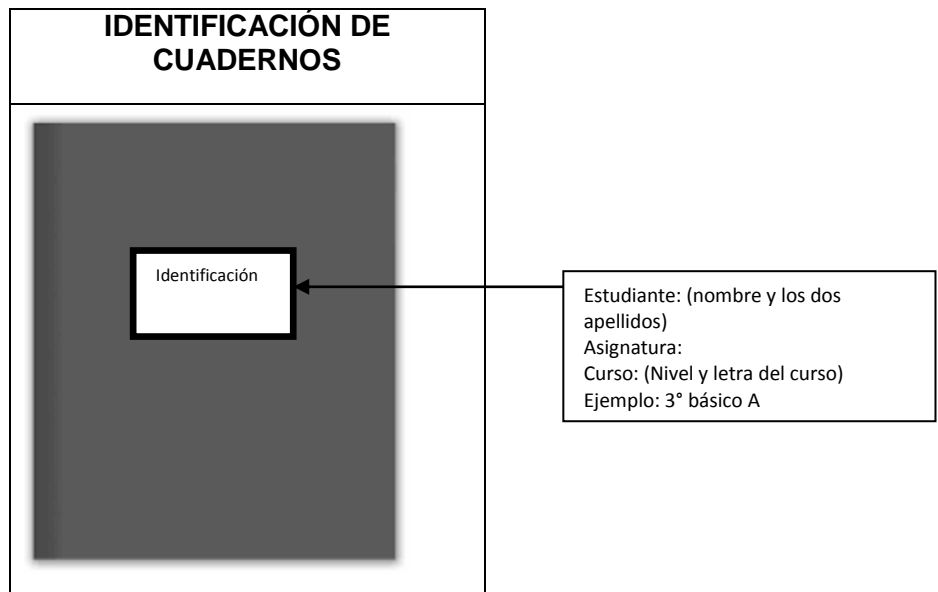 IDENTIFICACIÓN DE
CUADERNOS
Identificación
Estudiante: (nombre y los dos
apellidos)
Asignatura:
Curso: (Nivel y letra del curso)
Ejemplo: 3° básico A